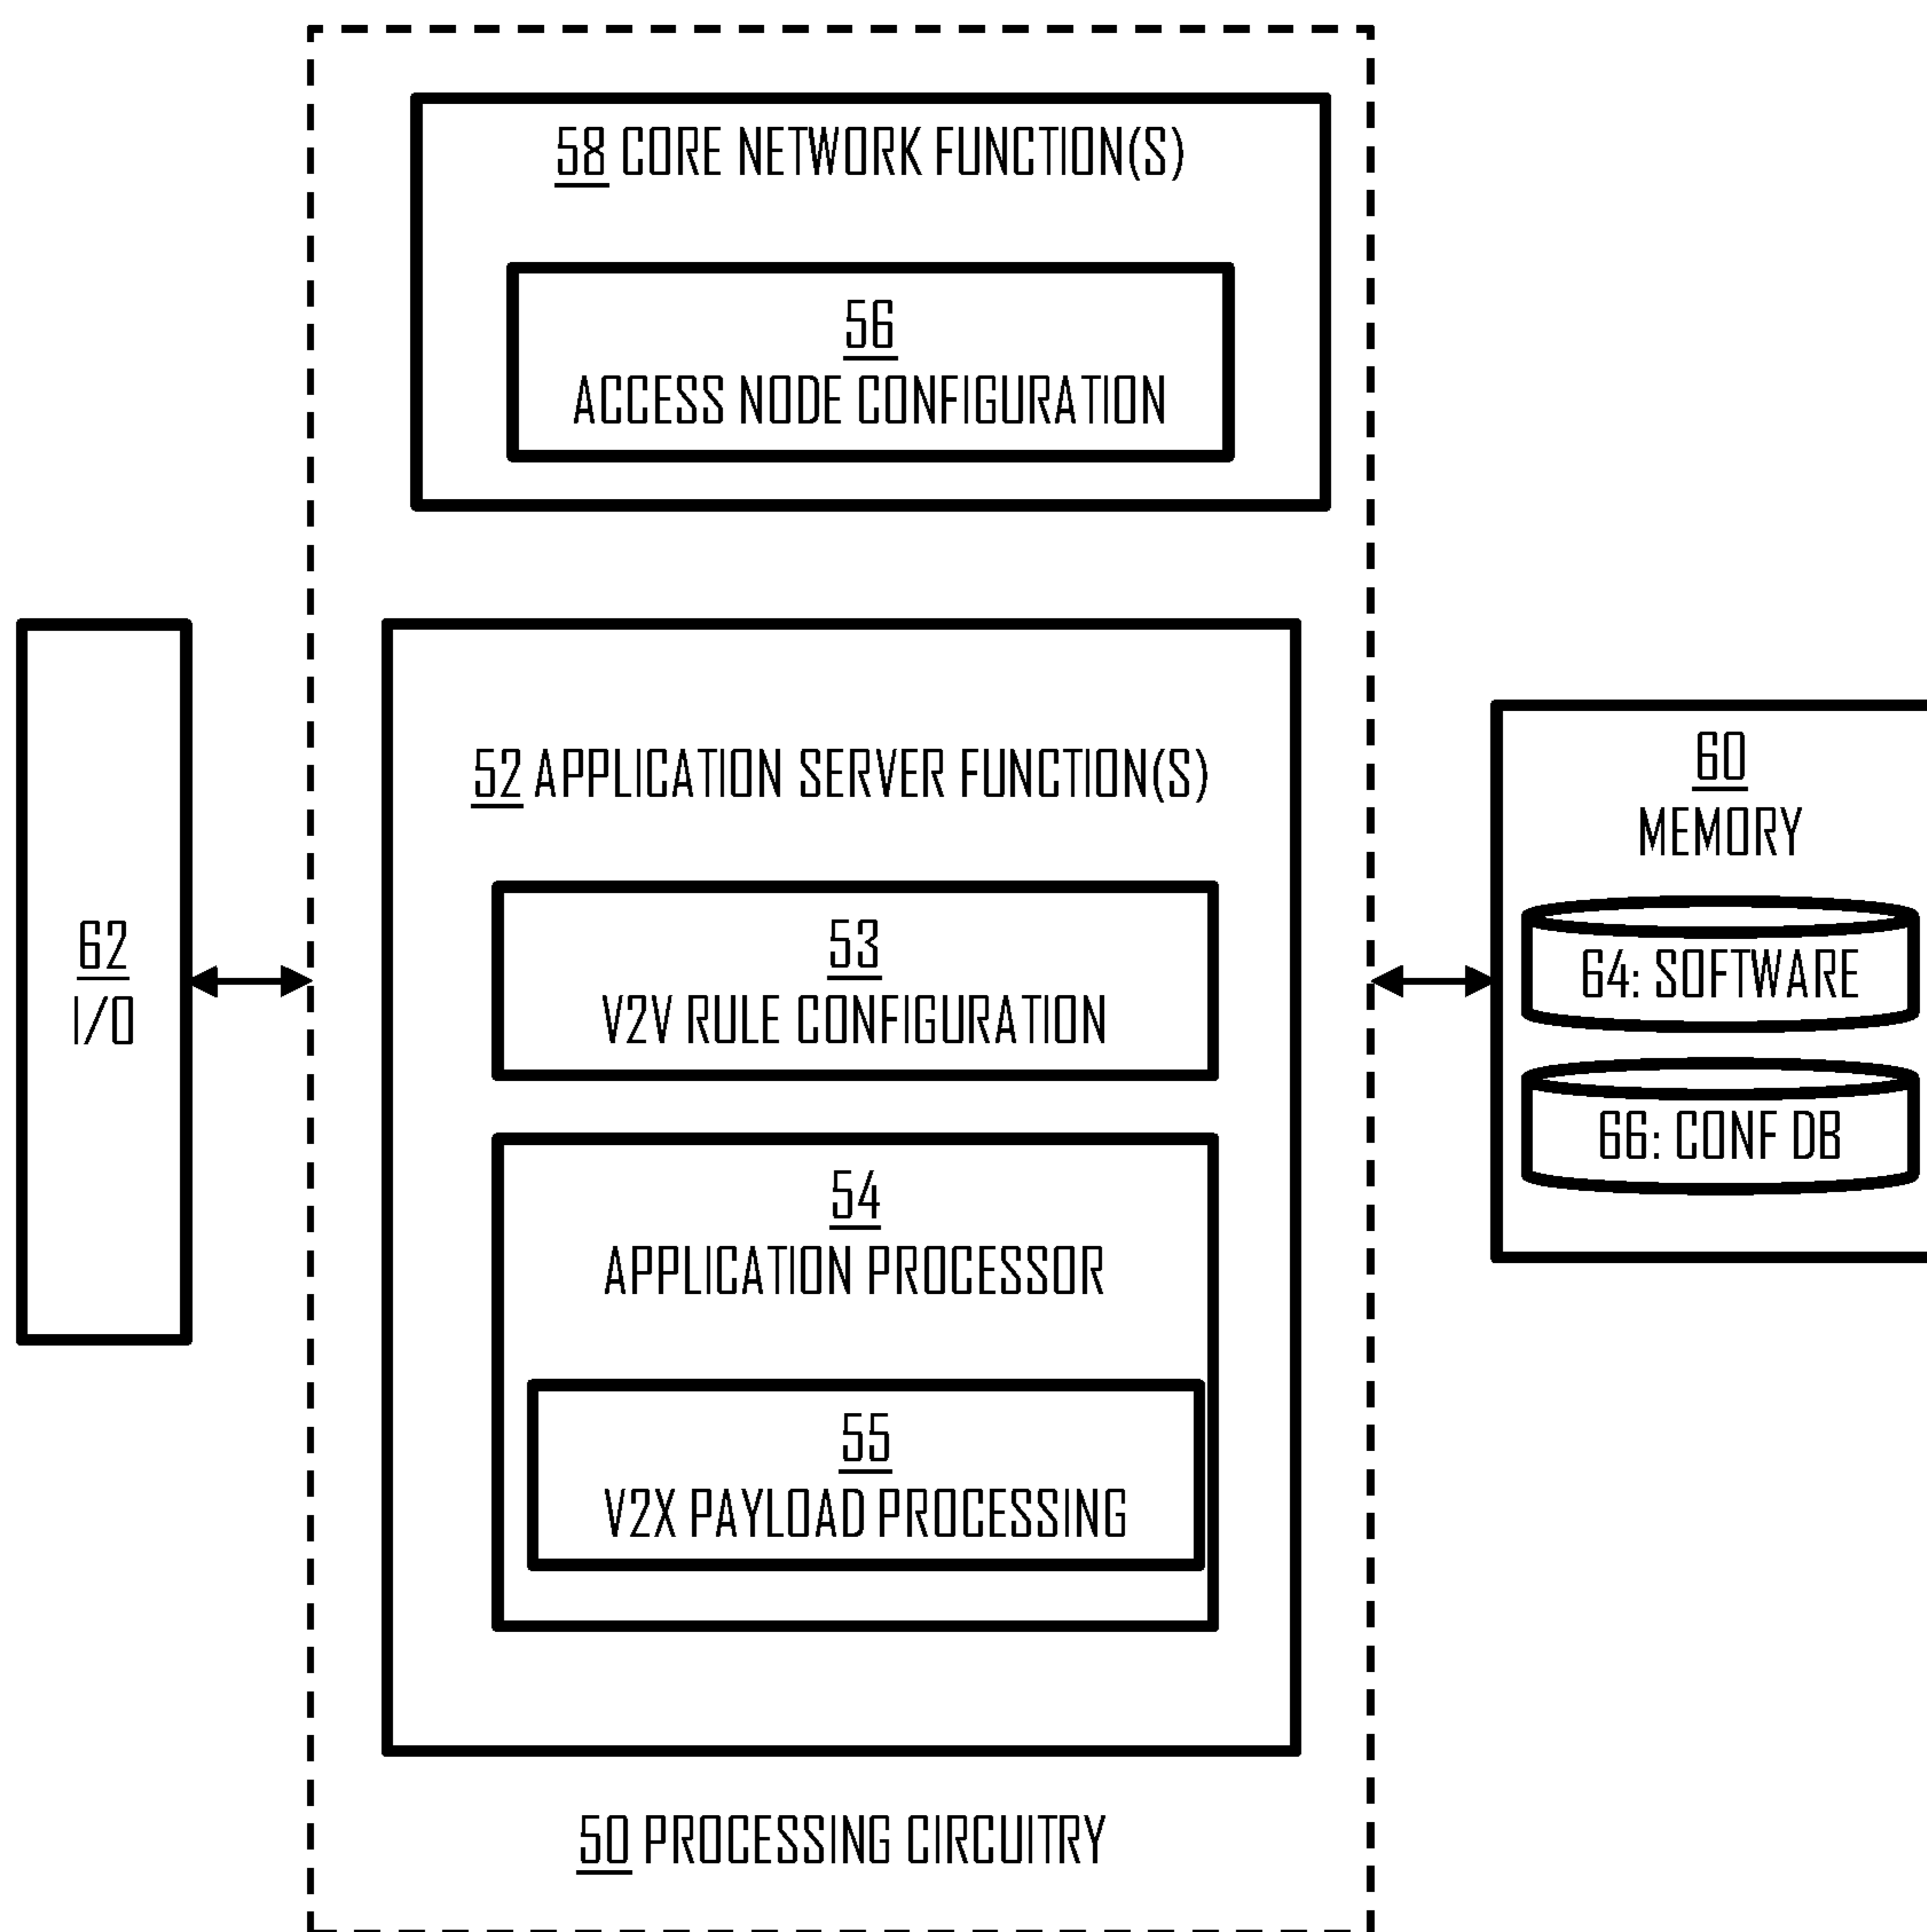 58 CORE NETWORK FUNCTION(S)
56
ACCESS NODE CONFIGURATION
62
I/O
52 APPLICATION SERVER FUNCTION(S)
53
V2V RULE CONFIGURATION
54
APPLICATION PROCESSOR
55
V2X PAYLOAD PROCESSING
50 PROCESSING CIRCUITRY
60
MEMORY
64: SOFTWARE
66: CONF DB